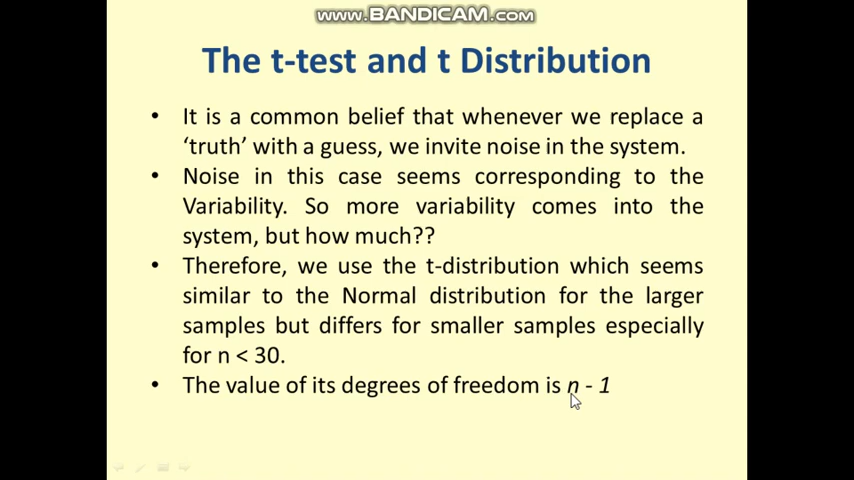 www.BANDICAM.com
The t-test and t Distribution
• It is a common belief that whenever we replace a
‘truth’ with a guess, we invite noise in the system.
• Noise in this case seems corresponding to the
Variability. So more variability comes into the
system, but how much??
• Therefore, we use the t-distribution which seems
similar to the Normal distribution for the larger
samples but differs for smaller samples especially
for n < 30.
• The value of its degrees of freedom is n - 1